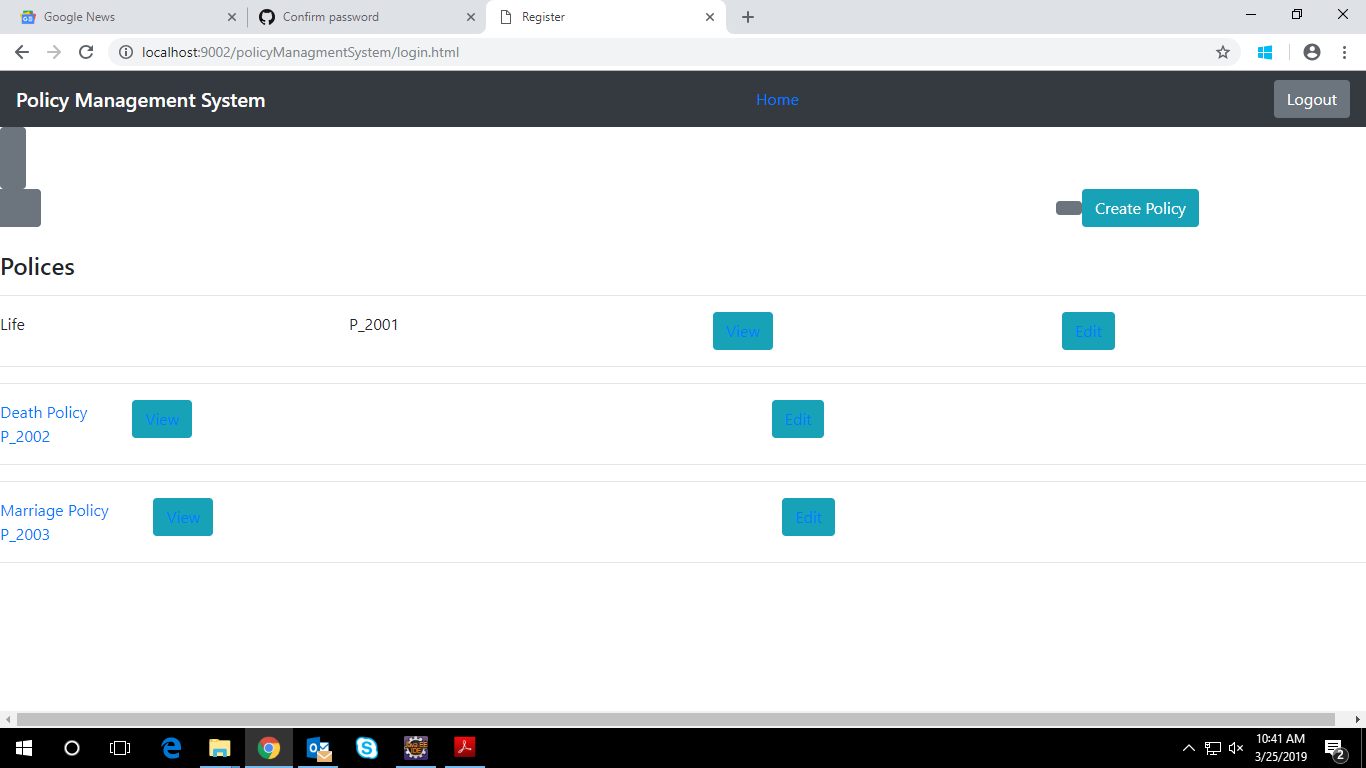 Google News
Confirm password
Register
localhost:9002/policyManagmentSystem/login.html
Policy Management System
Home
Logout
Create Policy
Polices
Life P_2001 View Edit
Death Policy View Edit
P_2002
Marriage Policy View Edit
P_2003
10:41 AM
3/25/2019
2